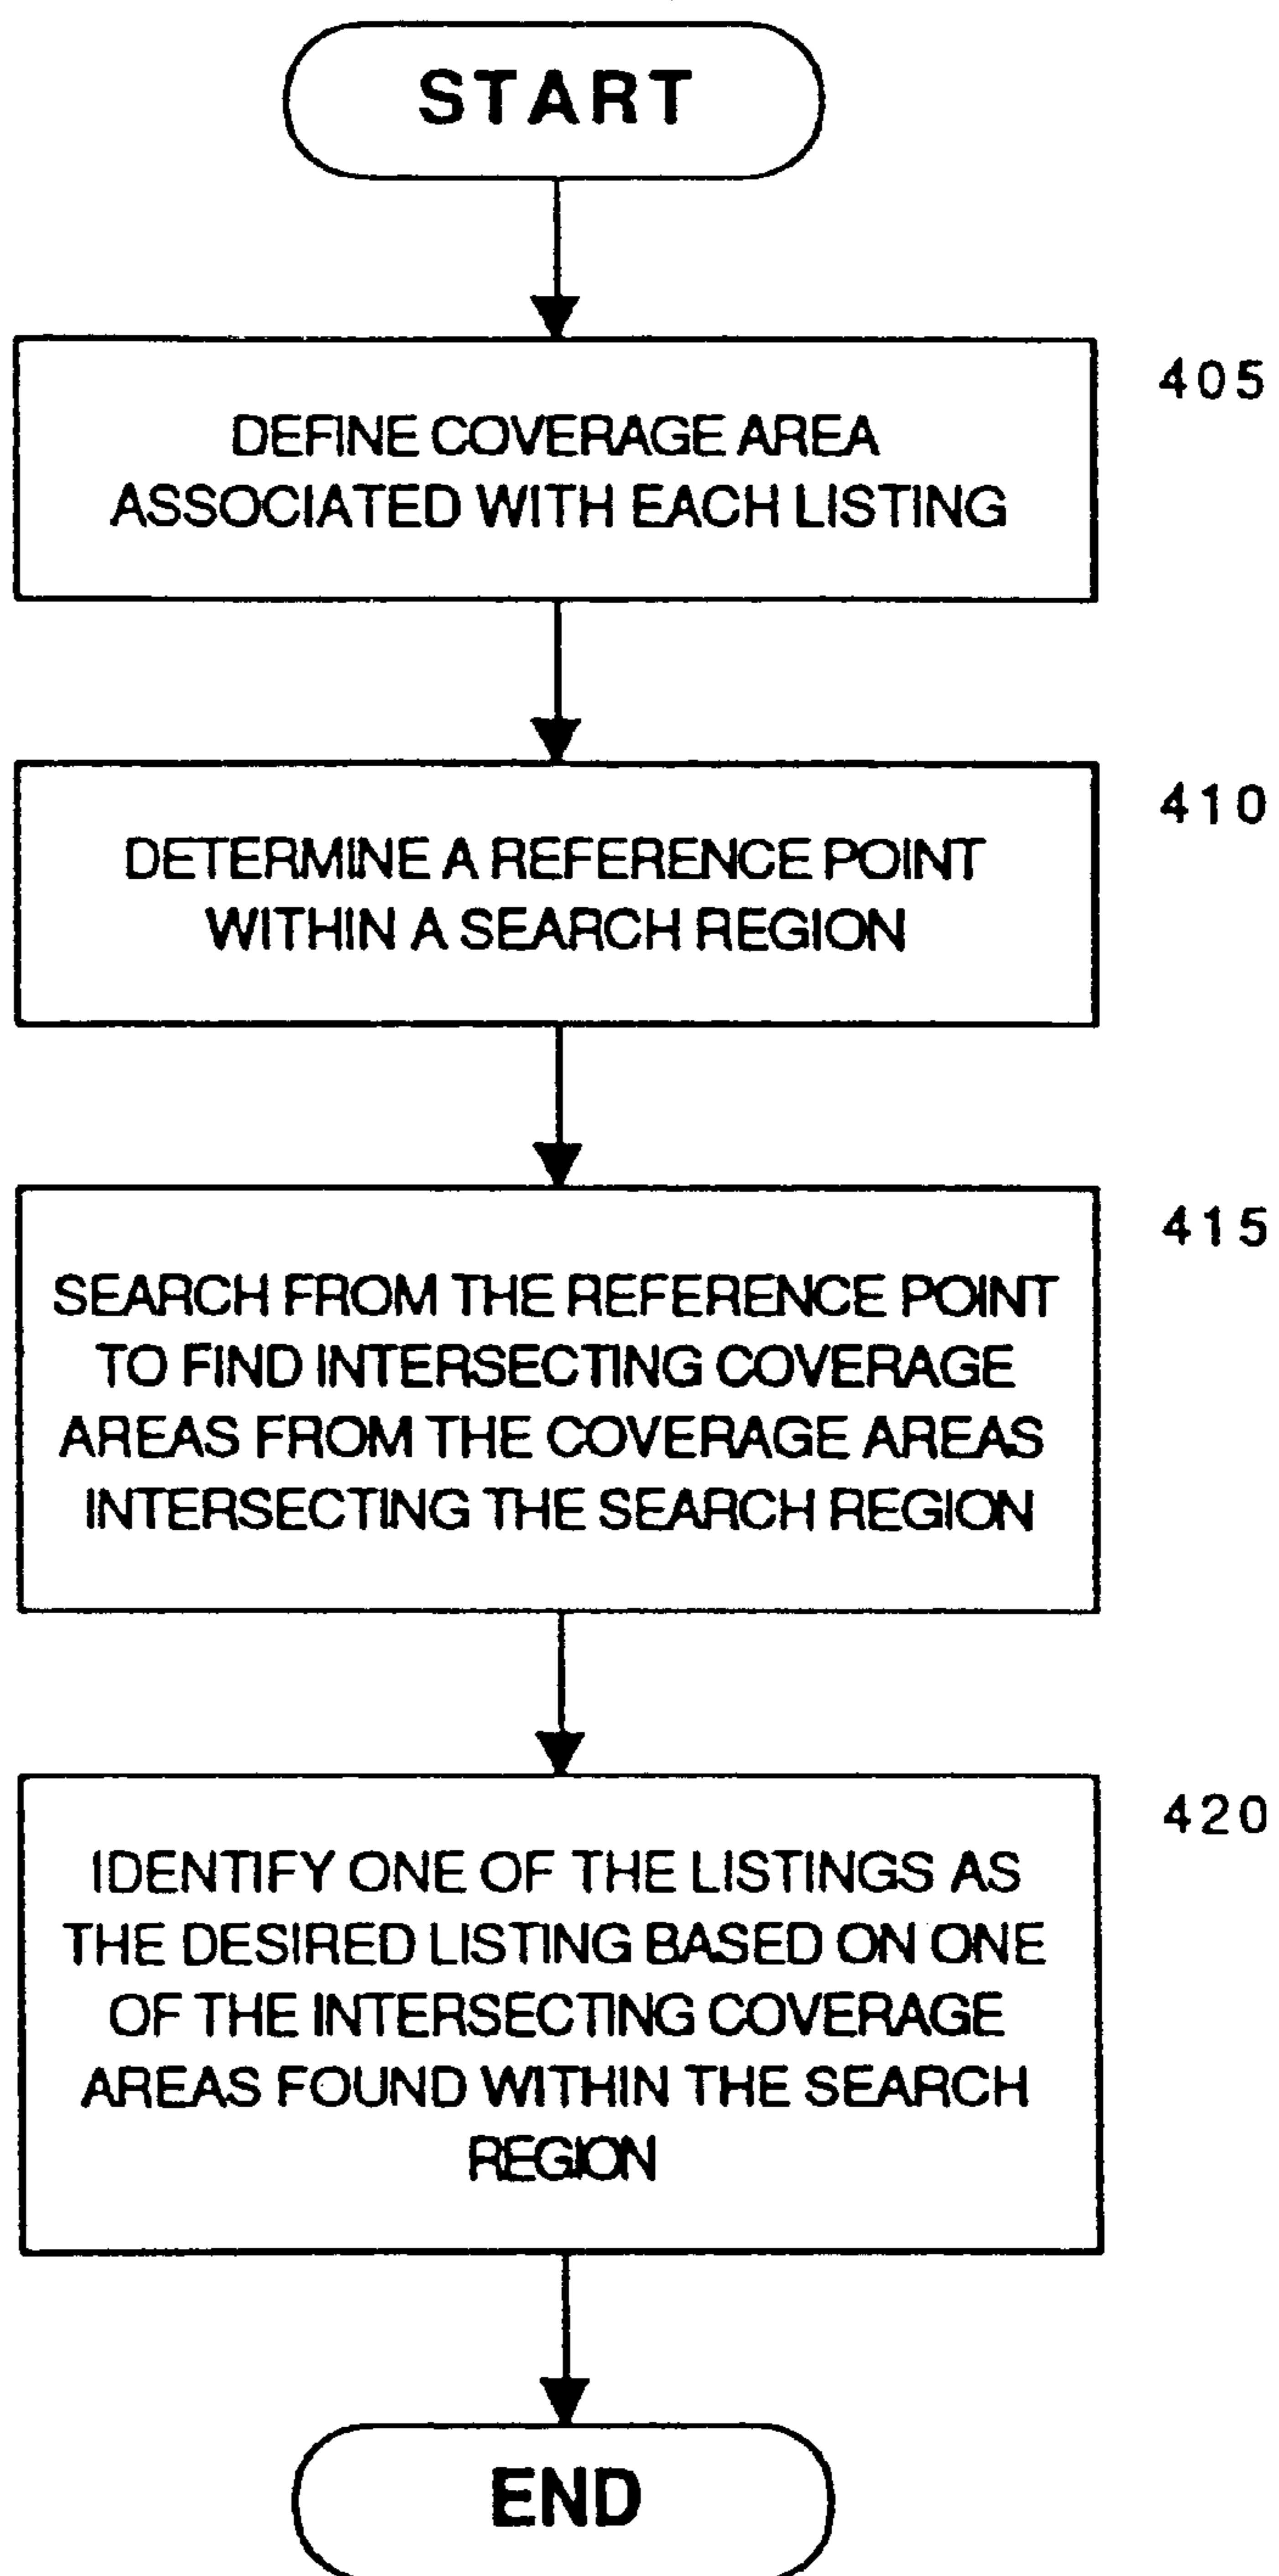 START
405
DEFINE COVERAGE AREA
ASSOCIATED WITH EACH LISTING
410
DETERMINE A REFERENCE POINT
WITHIN A SEARCH REGION
415
SEARCH FROM THE REFERENCE POINT
TO FIND INTERSECTING COVERAGE
AREAS FROM THE COVERAGE AREAS
INTERSECTING THE SEARCH REGION
420
IDENTIFY ONE OF THE LISTINGS AS
THE DESIRED LISTING BASED ON ONE
OF THE INTERSECTING COVERAGE
AREAS FOUND WITHIN THE SEARCH
REGION
END